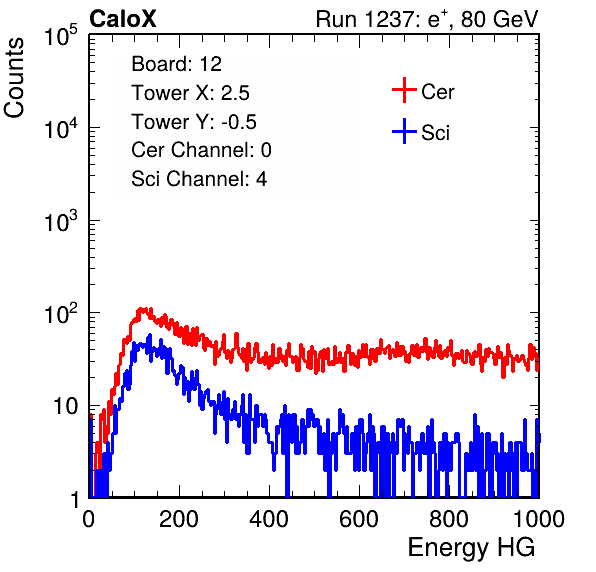 CaloX Run 1237: e⁺, 80 GeV
Counts
Board: 12
Tower X: 2.5
Tower Y: -0.5
Cer Channel: 0
Sci Channel: 4
Cer
Sci
10⁵
10⁴
10³
10²
10
1
0 200 400 600 800 1000
Energy HG